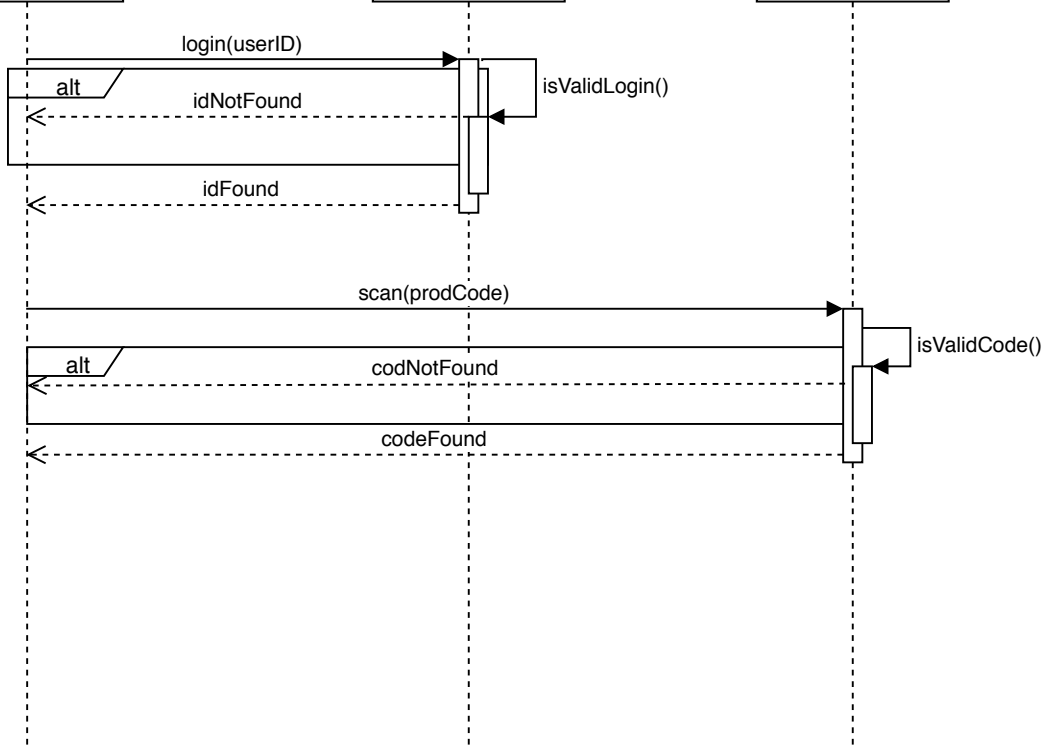 login(userID)
isValidLogin()
alt
idNotFound
idFound
scan(prodCode)
isValidCode()
alt
codNotFound
codeFound